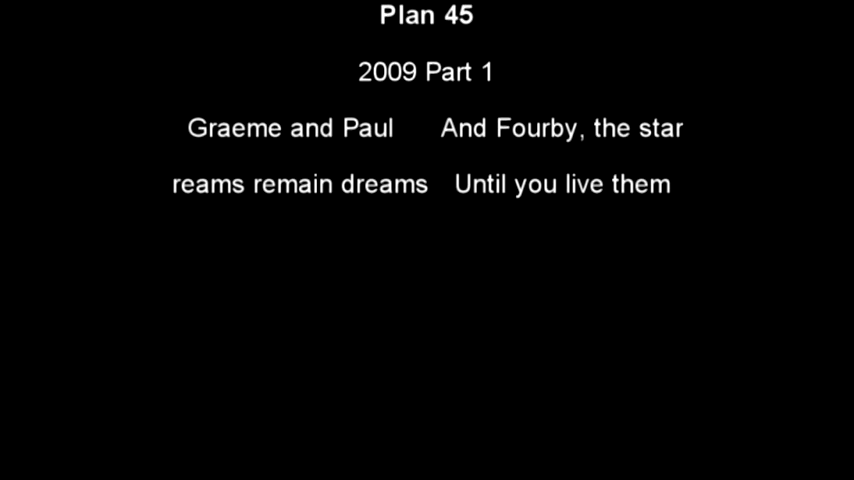 Plan 45
2009 Part 1
Graeme and Paul And Fourby, the star
reams remain dreams Until you live them